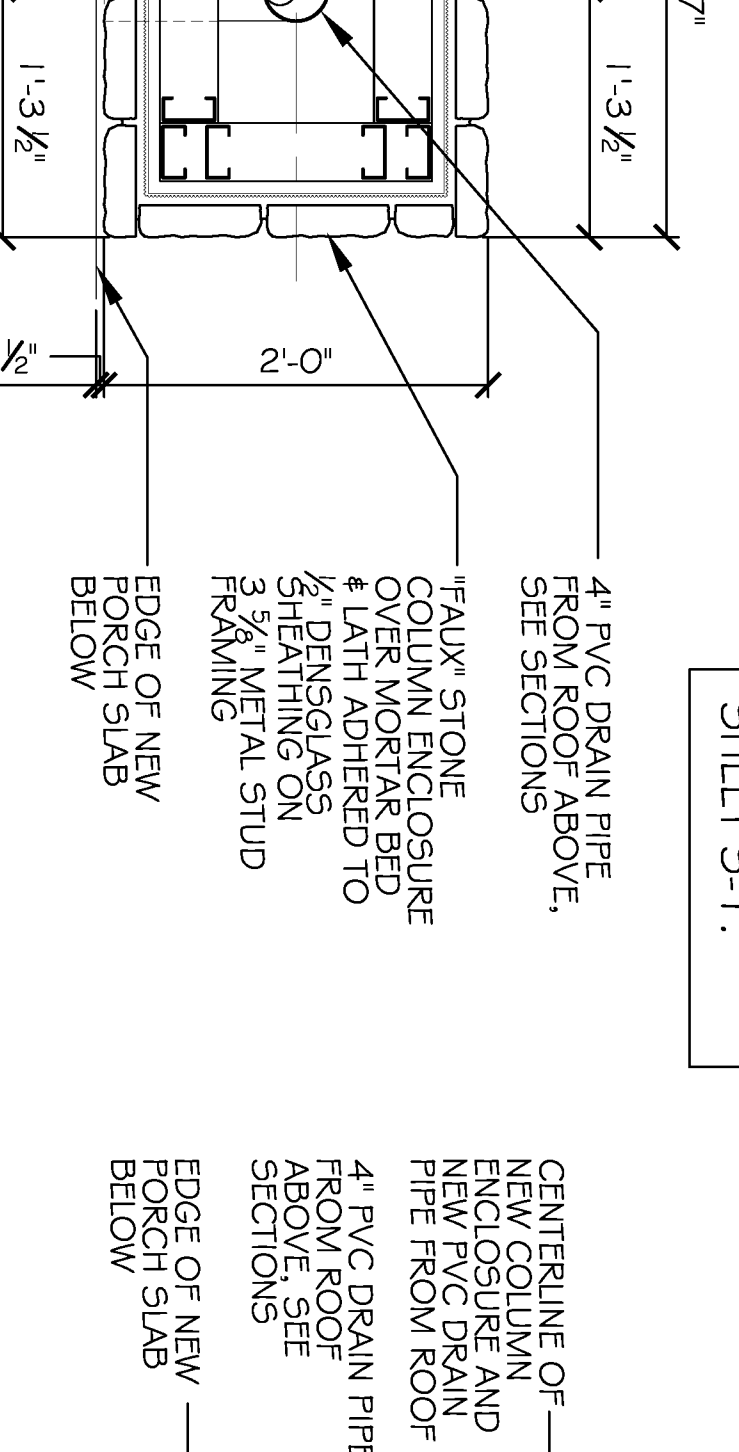 7"
1'-3 ½"
1'-3 ½"
2'-0"
½"
4" PVC DRAIN PIPE
FROM ROOF ABOVE,
SEE SECTIONS
"FAUX" STONE
COLUMN ENCLOSURE
OVER MORTAR BED
& LATH ADHERED TO
½" DENSGLASS
SHEATHING ON
3 ⅝" METAL STUD
FRAMING
EDGE OF NEW
PORCH SLAB
BELOW
CENTERLINE OF
NEW COLUMN
ENCLOSURE AND
NEW PVC DRAIN
PIPE FROM ROOF
4" PVC DRAIN PIPE
FROM ROOF
ABOVE, SEE
SECTIONS
EDGE OF NEW
PORCH SLAB
BELOW